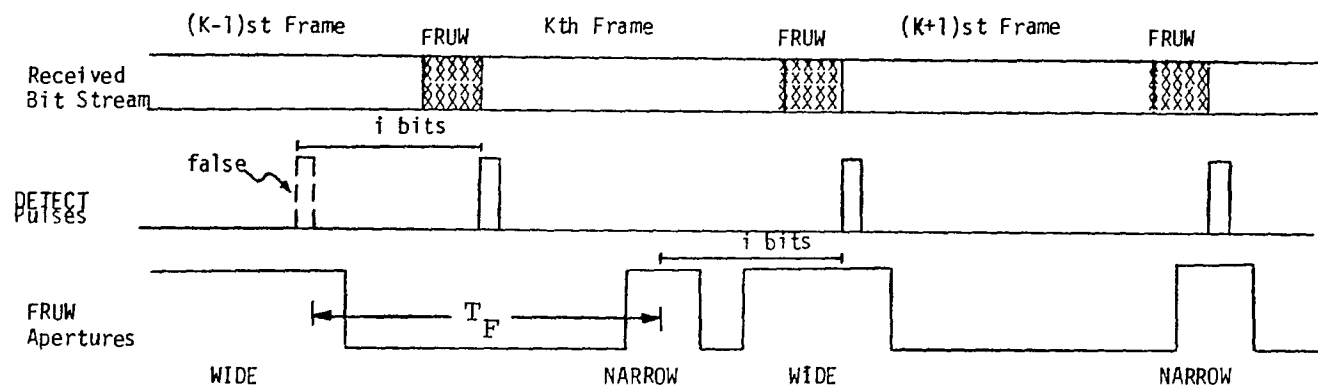 (K-1)st Frame
FRUW
Kth Frame
FRUW
(K+1)st Frame
FRUW
Received
Bit Stream
i bits
false
DETECT
Pulses
i bits
FRUW
Apertures
T_F
WIDE
NARROW
WIDE
NARROW